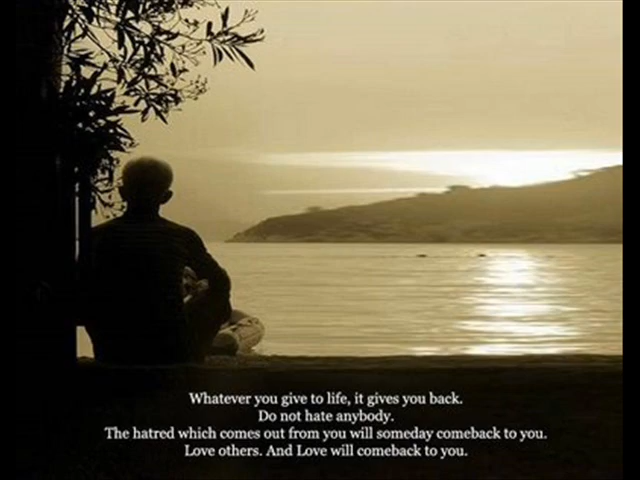 Whatever you give to life, it gives you back.
Do not hate anybody.
The hatred which comes out from you will someday comeback to you.
Love others. And Love will comeback to you.